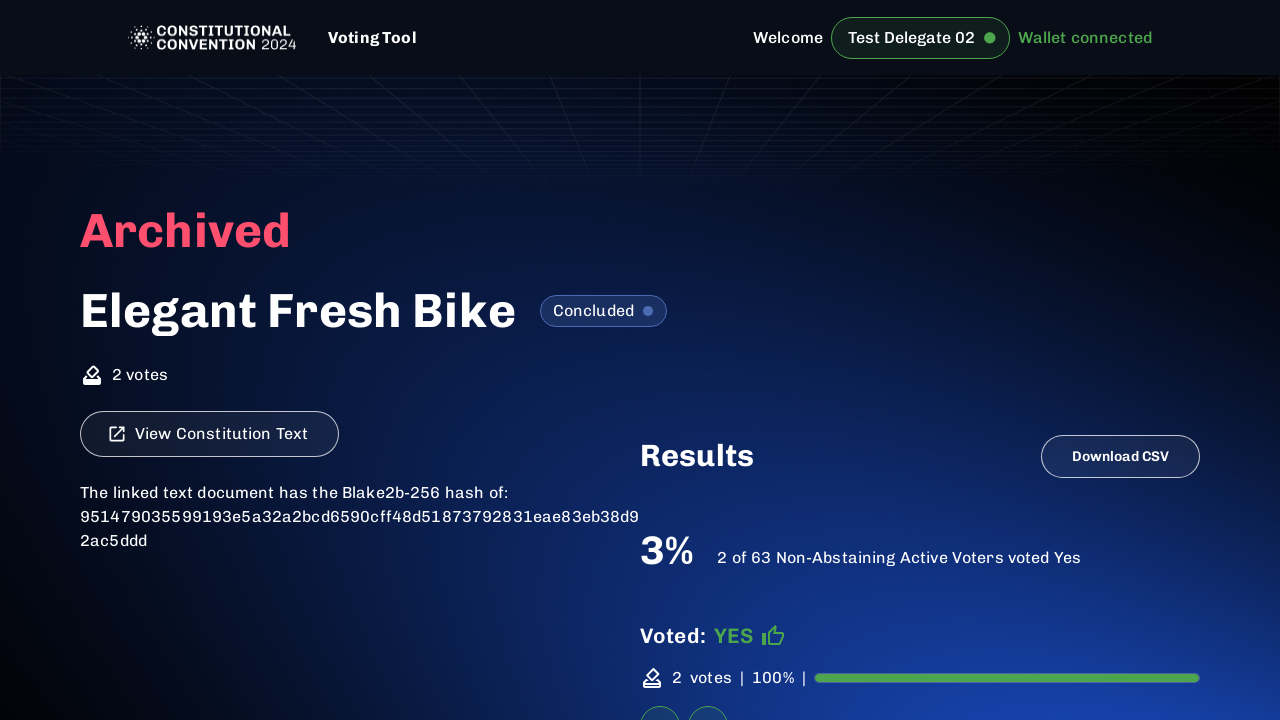 CONSTITUTIONAL
CONVENTION 2024
Voting Tool
Welcome Test Delegate 02 Wallet connected
Archived
Elegant Fresh Bike Concluded
2 votes
View Constitution Text
The linked text document has the Blake2b-256 hash of:
951479035599193e5a32a2bcd6590cff48d51873792831eae83eb38d9
2ac5ddd
Results Download CSV
3% 2 of 63 Non-Abstaining Active Voters voted Yes
Voted: YES
2 votes | 100% |